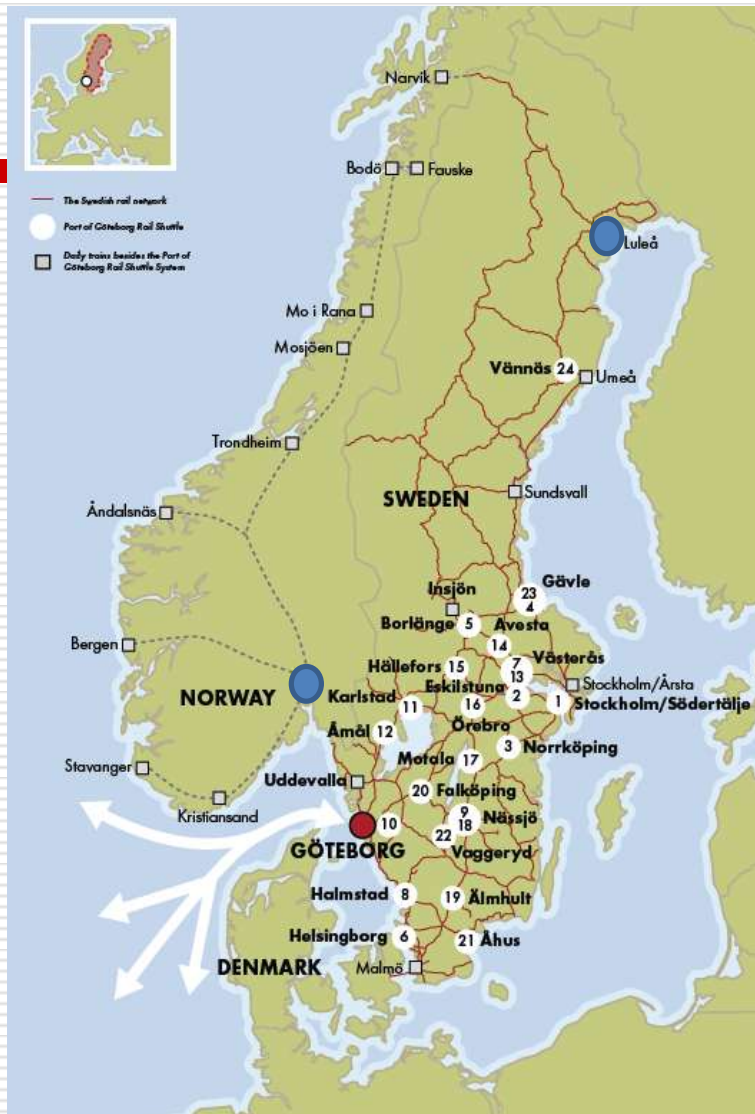 The Swedish rail network
Port of Göteborg Rail Shuttle
Daily trains besides the Port of
Göteborg Rail Shuttle System
Narvik
Bodö
Fauske
Luleå
Mo i Rana
Mosjöen
Vännäs 24
Umeå
Trondheim
SWEDEN
Sundsvall
Åndalsnäs
Insjön
Gävle
23
4
Borlänge 5
Avesta
14
Bergen
Hällefors 15
7
13
Västerås
Eskilstuna 2
Stockholm/Årsta
1
Stockholm/Södertälje
NORWAY
Karlstad
11
16
Örebro
Åmål 12
3 Norrköping
Motala
17
Stavanger
Uddevalla
20 Falköping
Kristiansand
9
18
Nässjö
10
GÖTEBORG
22
Vaggeryd
Halmstad 8
19 Älmhult
Helsingborg 6
21 Åhus
DENMARK
Malmö